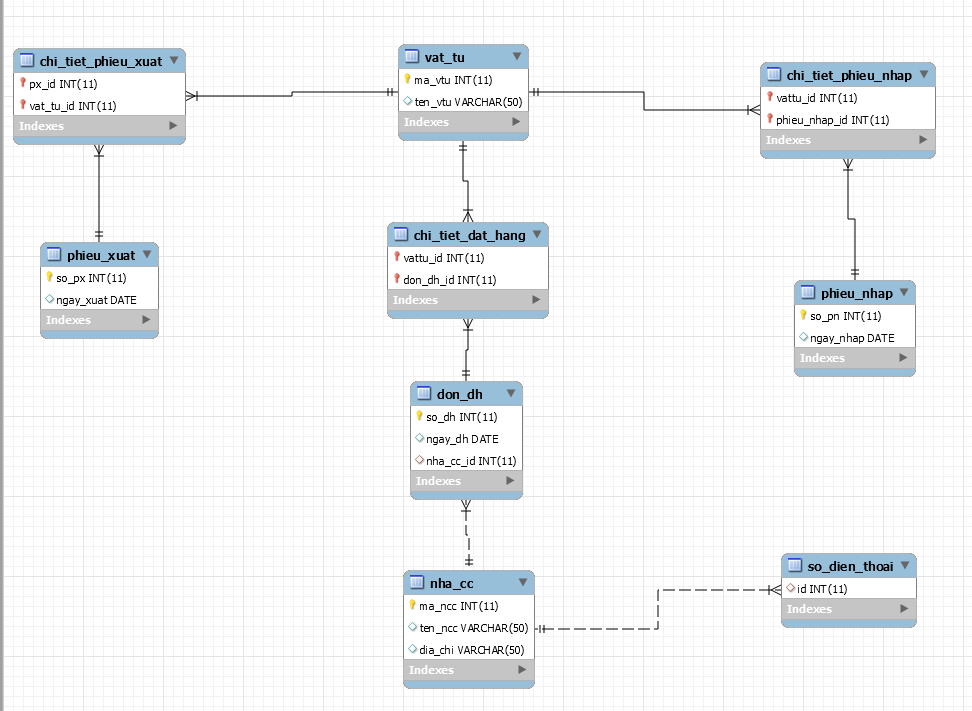 chi_tiet_phieu_xuat
px_id INT(11)
vat_tu_id INT(11)
Indexes
vat_tu
ma_vtu INT(11)
ten_vtu VARCHAR(50)
Indexes
chi_tiet_phieu_nhap
vattu_id INT(11)
phieu_nhap_id INT(11)
Indexes
chi_tiet_dat_hang
vattu_id INT(11)
don_dh_id INT(11)
Indexes
phieu_xuat
so_px INT(11)
ngay_xuat DATE
Indexes
phieu_nhap
so_pn INT(11)
ngay_nhap DATE
Indexes
don_dh
so_dh INT(11)
ngay_dh DATE
nha_cc_id INT(11)
Indexes
nha_cc
ma_ncc INT(11)
ten_ncc VARCHAR(50)
dia_chi VARCHAR(50)
Indexes
so_dien_thoai
id INT(11)
Indexes